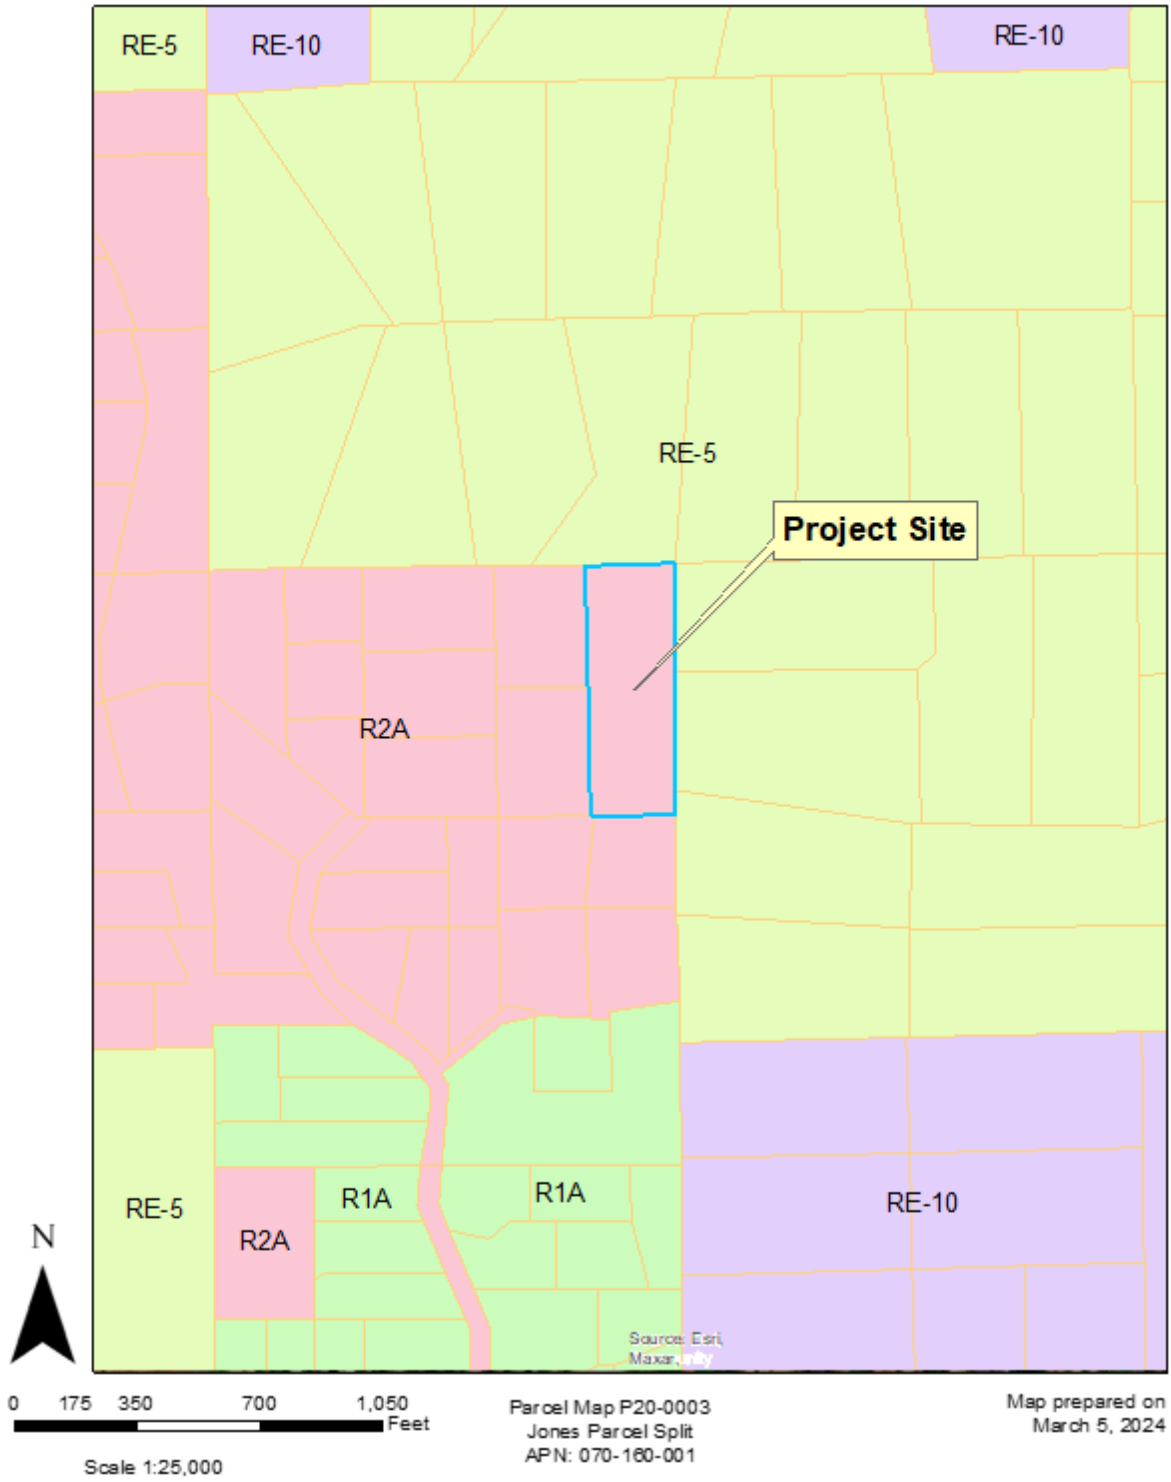 RE-5
RE-10
RE-10
RE-5
Project Site
R2A
RE-5
R2A
R1A
R1A
RE-10
N
Source: Esri,
Maxar,
0 175 350 700 1,050
Feet
Scale 1:25,000
Parcel Map P20-0003
Jones Parcel Split
APN: 070-160-001
Map prepared on
March 5, 2024